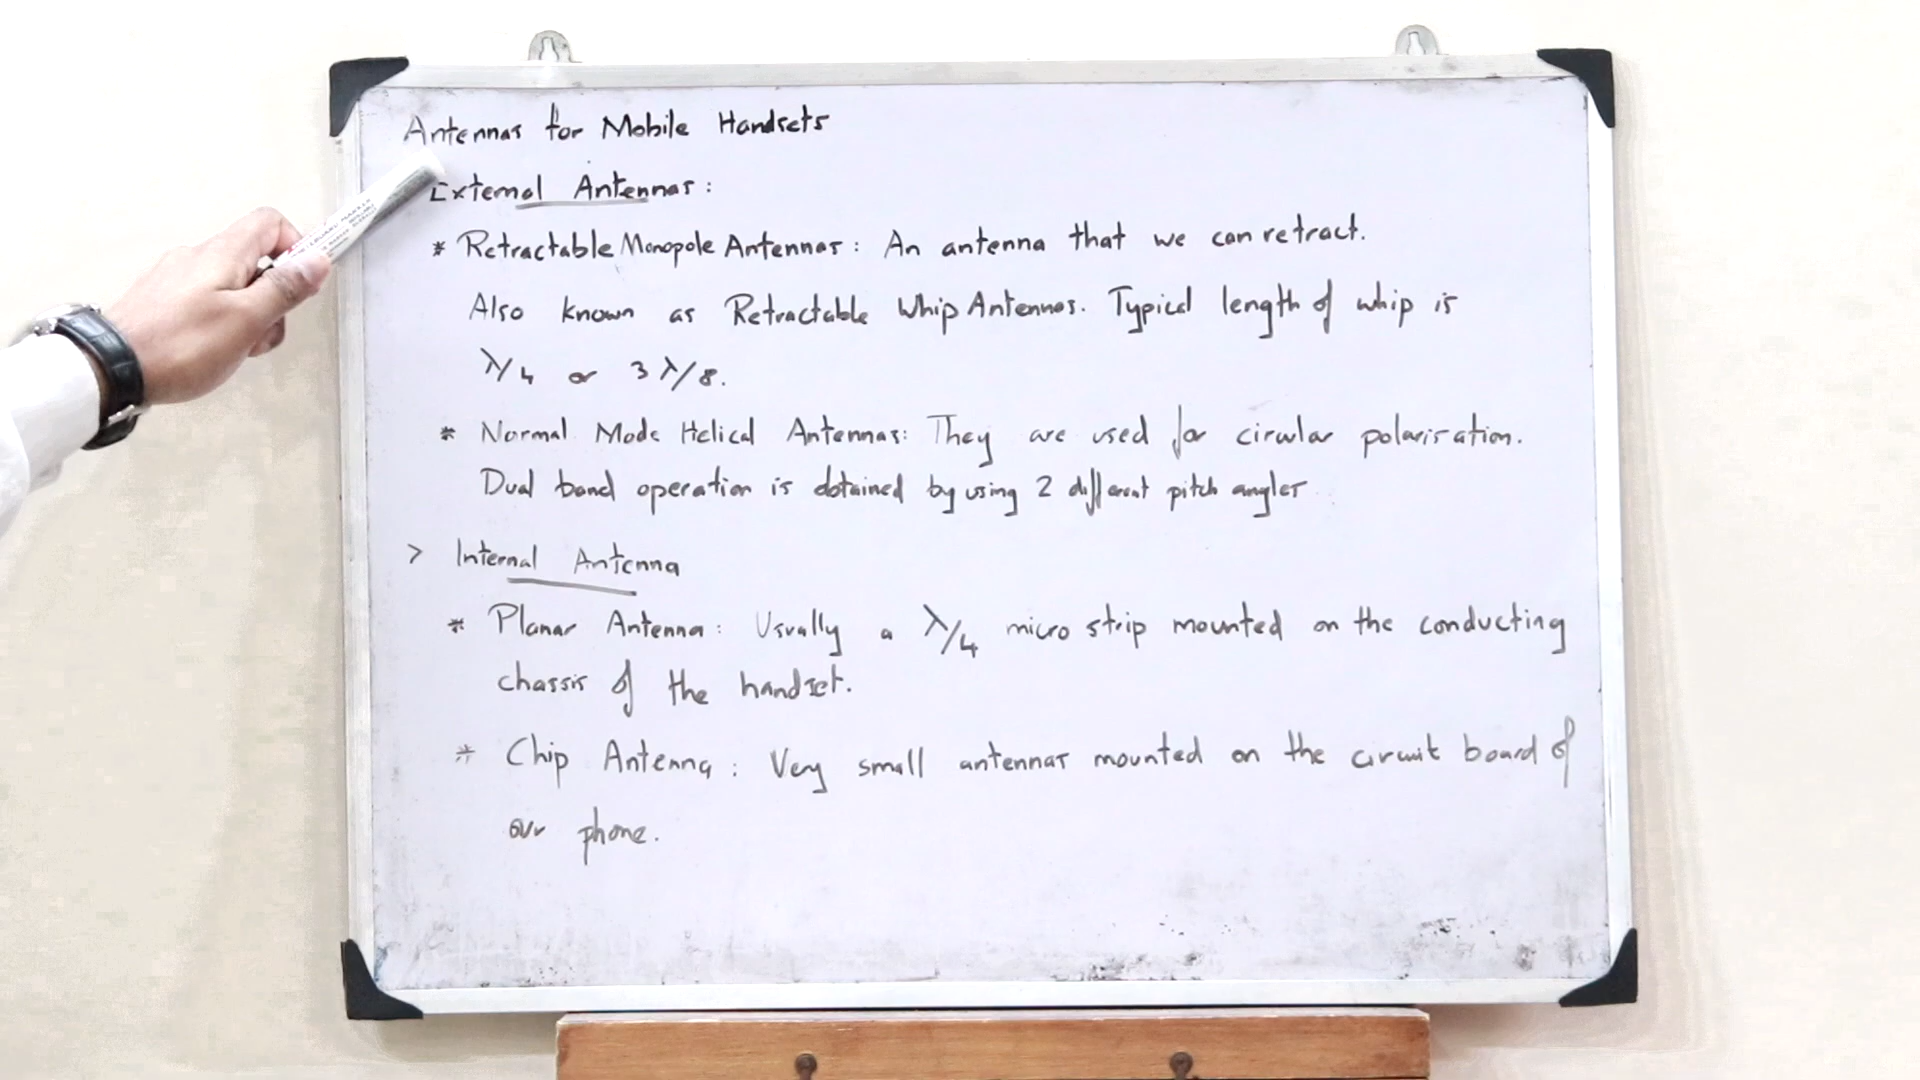 Antennas for Mobile Handsets
External Antennas:
* Retractable Monopole Antennas: An antenna that we can retract.
Also known as Retractable Whip Antennas. Typical length of whip is
λ/4 or 3λ/8.
* Normal Mode Helical Antennas: They are used for circular polarisation.
Dual band operation is obtained by using 2 different pitch angles
> Internal Antenna
* Planar Antenna: Usually a λ/4 micro strip mounted on the conducting
chassis of the handset.
* Chip Antenna: Very small antennas mounted on the circuit board of
our phone.